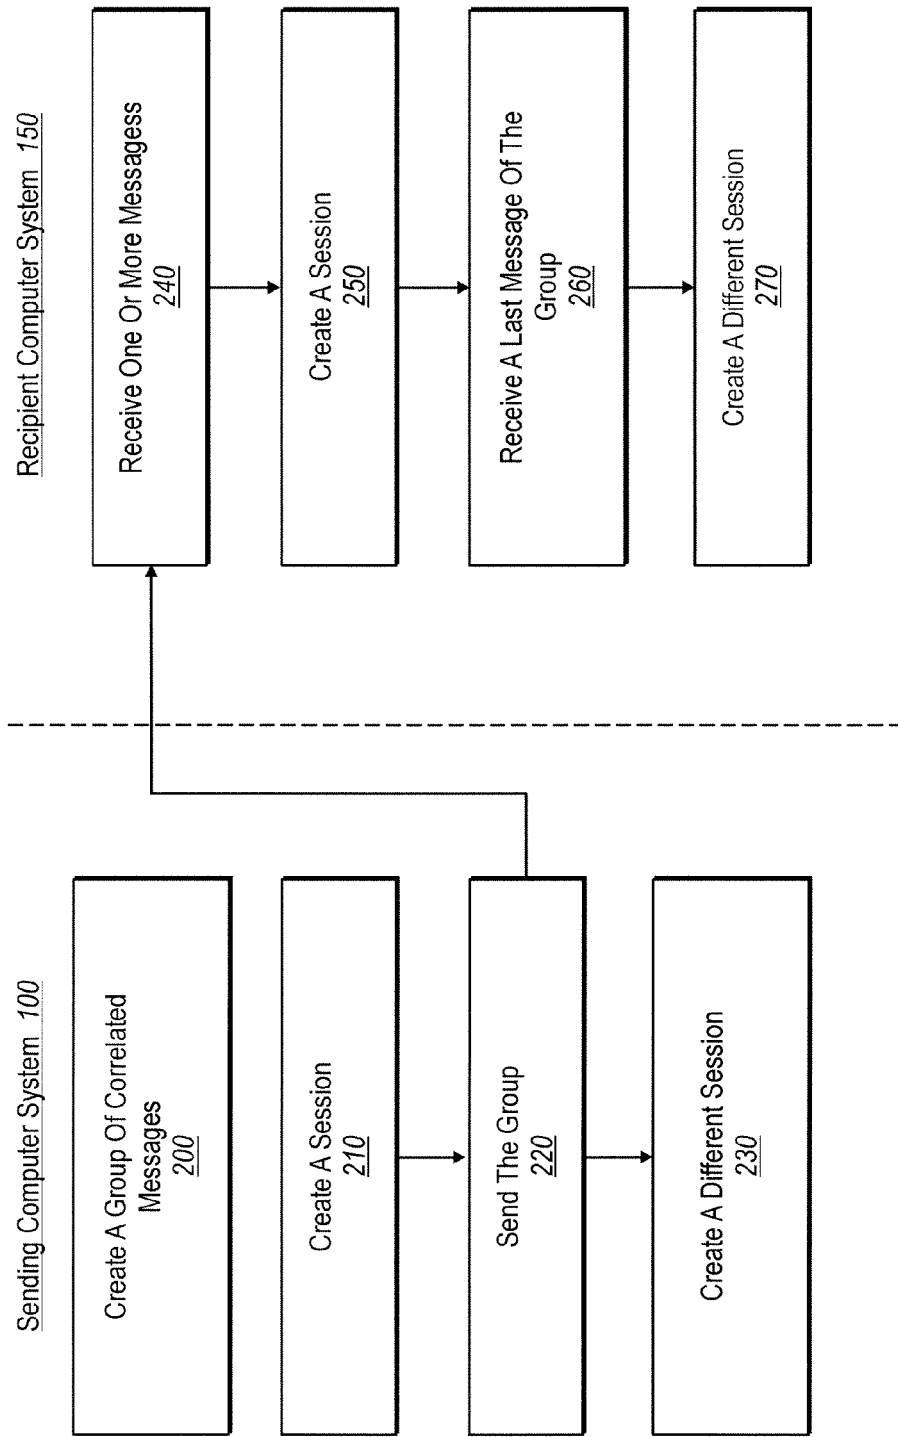 Sending Computer System 100
Create A Group Of Correlated
Messages
200
Create A Session
210
Send The Group
220
Create A Different Session
230
Recipient Computer System 150
Receive One Or More Messagess
240
Create A Session
250
Receive A Last Message Of The
Group
260
Create A Different Session
270